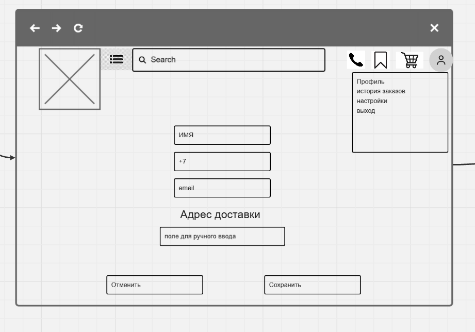 Search
Профиль
история заказов
настройки
выход
ИМЯ
+7
email
Адрес доставки
поле для ручного ввода
Отменить
Сохранить